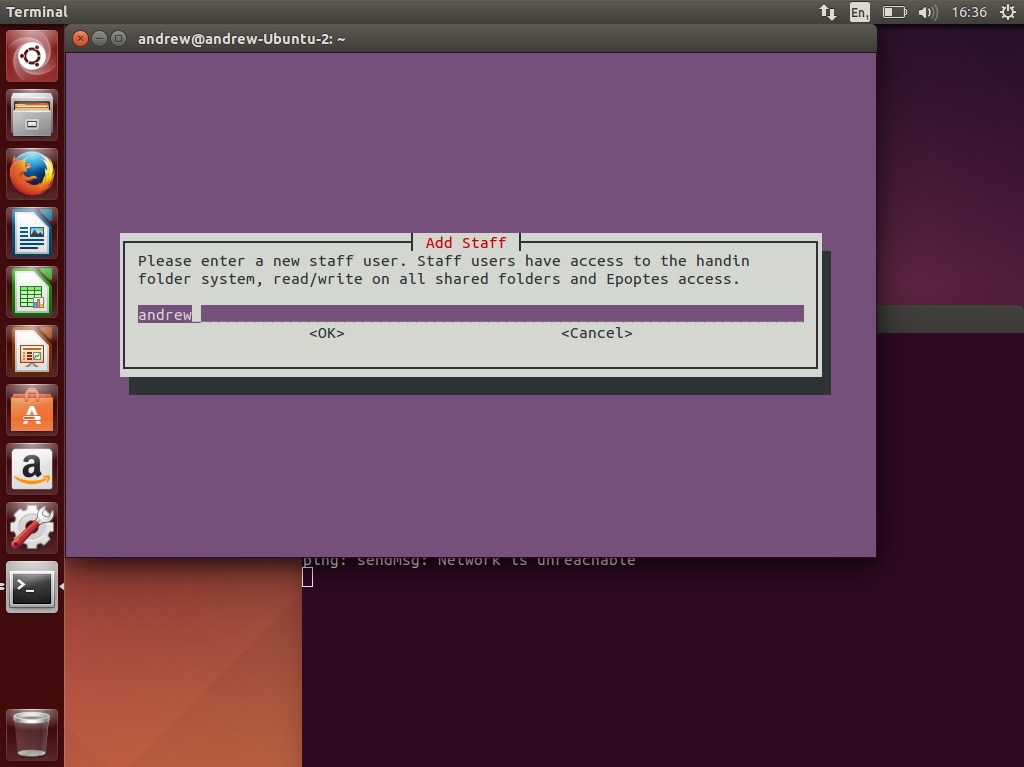 Terminal
En1
16:36
andrew@andrew-Ubuntu-2: ~
Add Staff
Please enter a new staff user. Staff users have access to the handin
folder system, read/write on all shared folders and Epoptes access.
andrew
<OK> <Cancel>
ping: sendmsg: Network is unreachable
A
a
>_